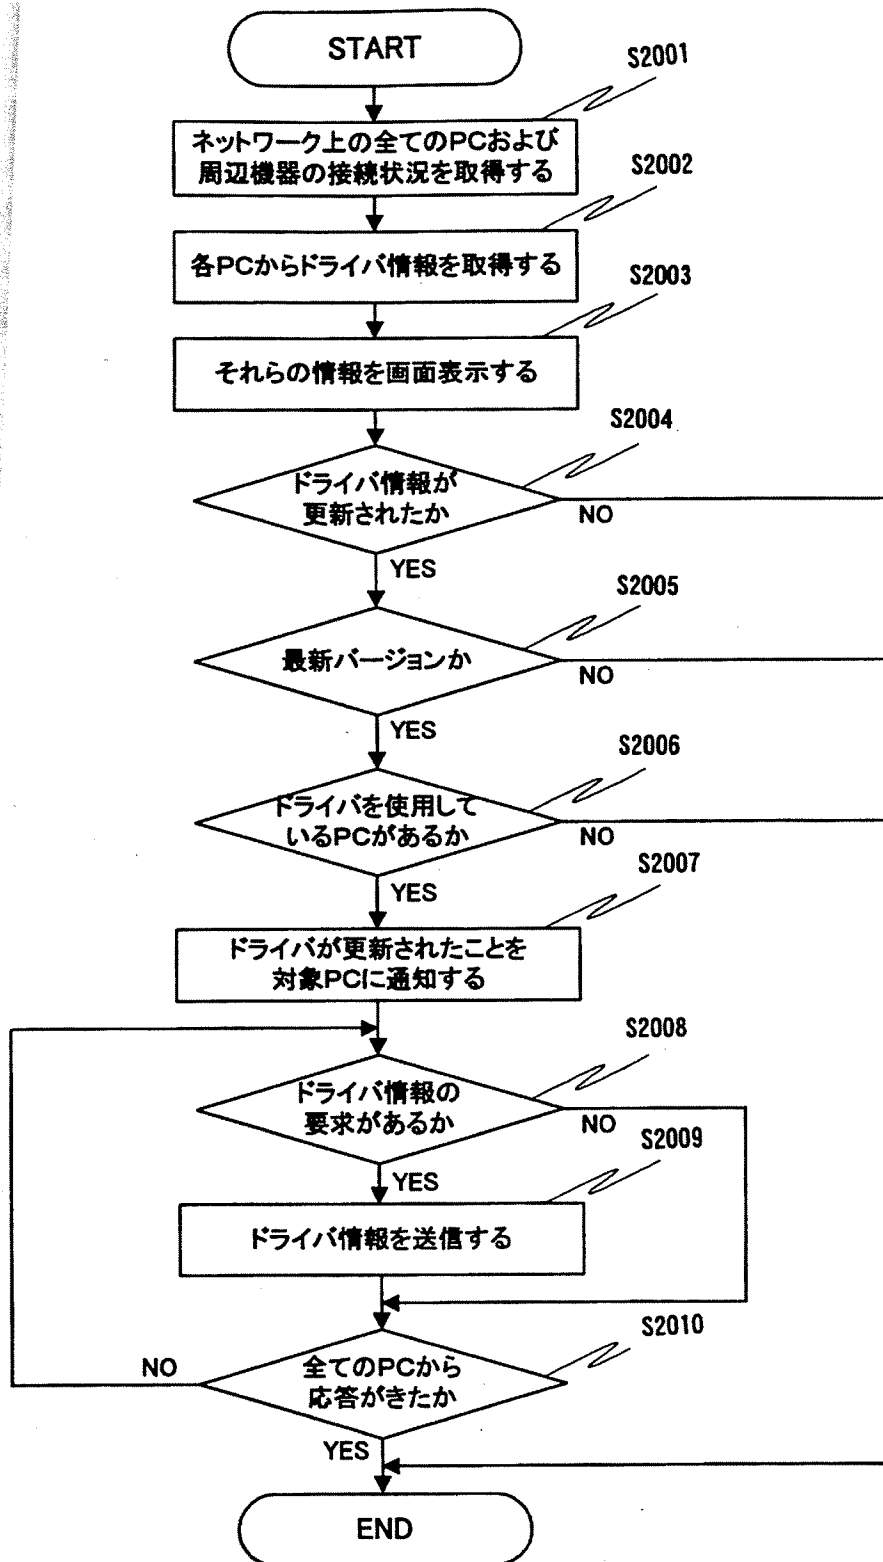 START
S2001
ネットワーク上の全てのPCおよび
周辺機器の接続状況を取得する
S2002
各PCからドライバ情報を取得する
S2003
それらの情報を画面表示する
S2004
ドライバ情報が
更新されたか
NO
YES
S2005
最新バージョンか
NO
YES
S2006
ドライバを使用して
いるPCがあるか
NO
YES
S2007
ドライバが更新されたことを
対象PCに通知する
S2008
ドライバ情報の
要求があるか
NO
YES
S2009
ドライバ情報を送信する
S2010
全てのPCから
応答がきたか
NO
YES
END